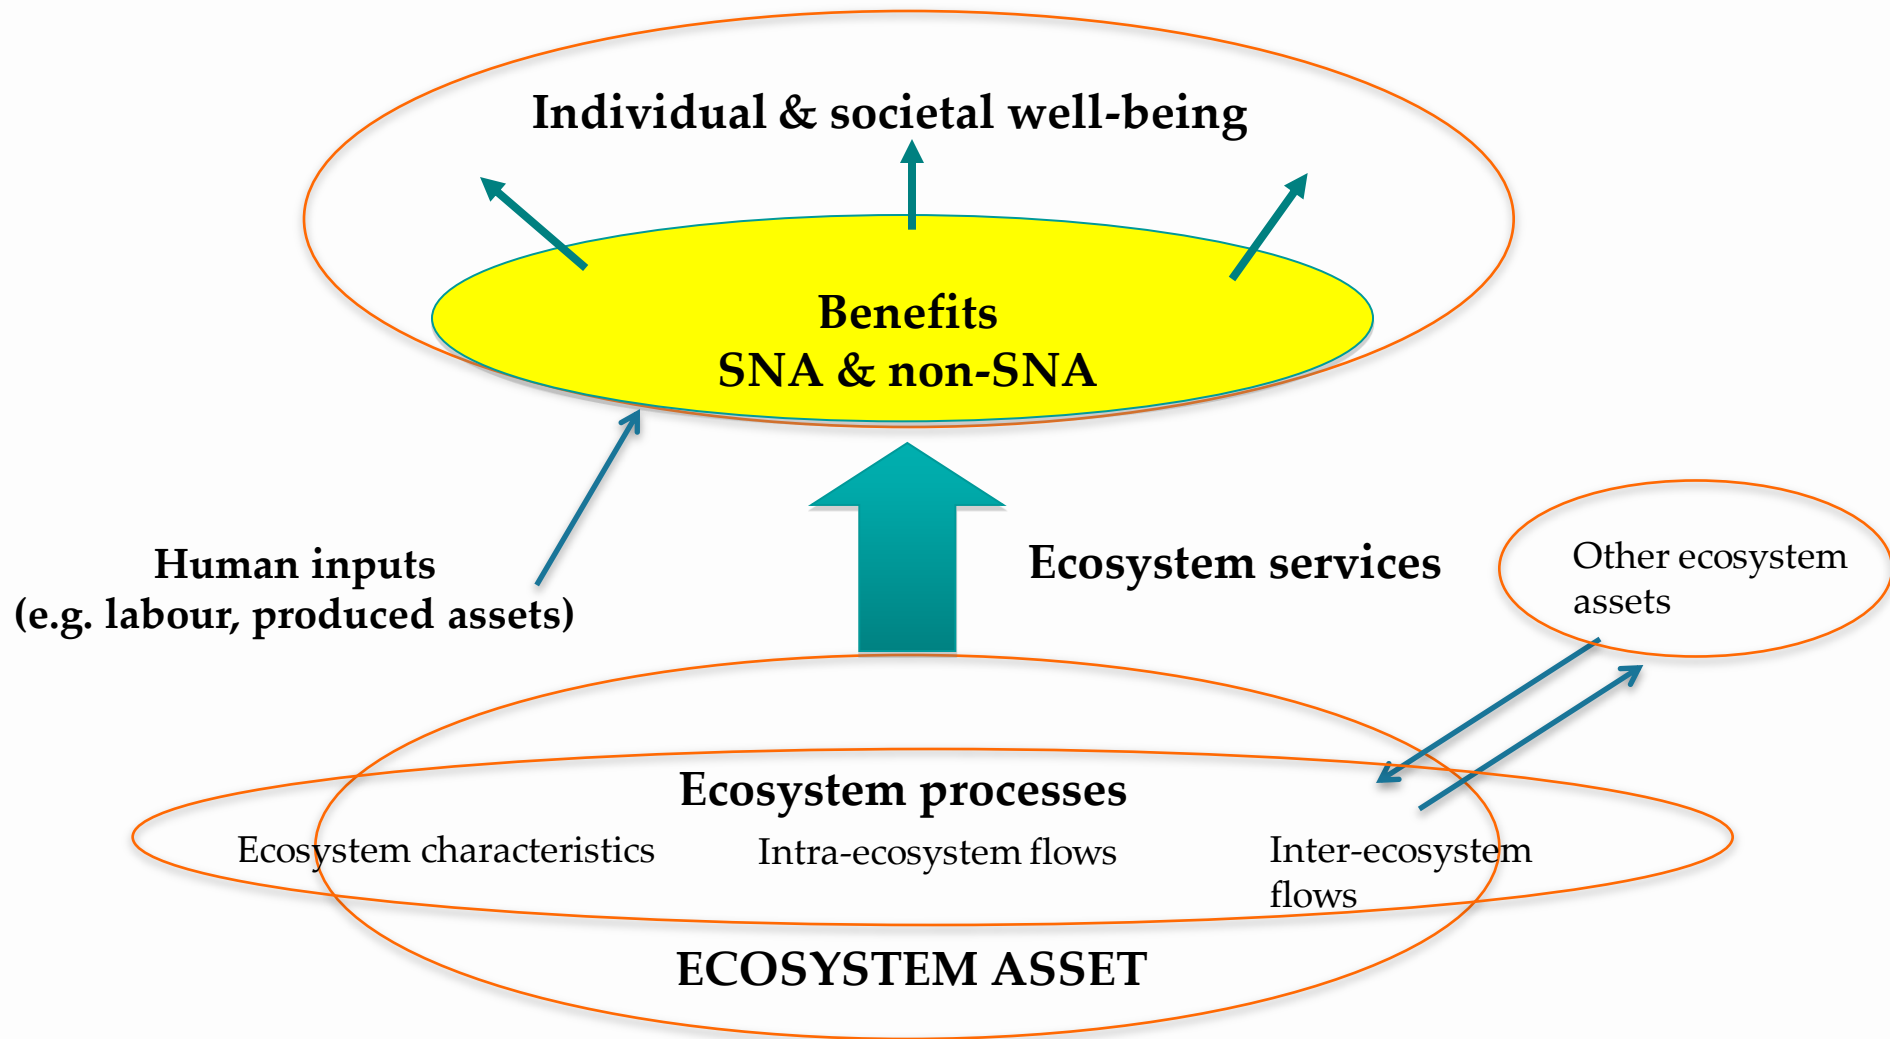 Individual & societal well-being
Benefits
SNA & non-SNA
Human inputs
(e.g. labour, produced assets)
Ecosystem services
Other ecosystem
assets
Ecosystem processes
Ecosystem characteristics
Intra-ecosystem flows
Inter-ecosystem
flows
ECOSYSTEM ASSET